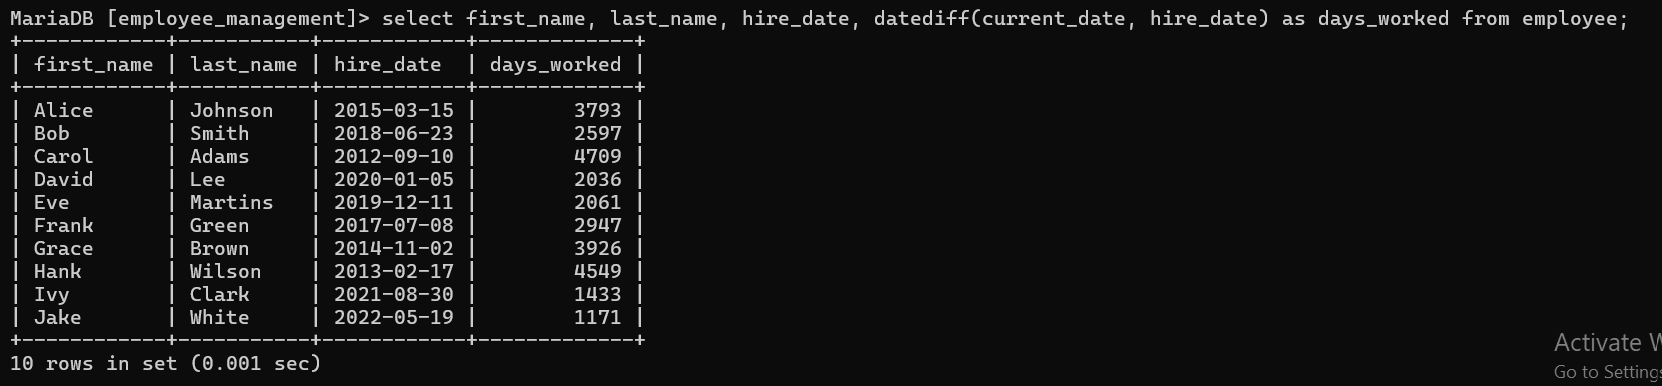 MariaDB [employee_management]> select first_name, last_name, hire_date, datediff(current_date, hire_date) as days_worked from employee;
+------------+-----------+------------+-------------+
| first_name | last_name | hire_date  | days_worked |
+------------+-----------+------------+-------------+
| Alice      | Johnson   | 2015-03-15 |        3793 |
| Bob        | Smith     | 2018-06-23 |        2597 |
| Carol      | Adams     | 2012-09-10 |        4709 |
| David      | Lee       | 2020-01-05 |        2036 |
| Eve        | Martins   | 2019-12-11 |        2061 |
| Frank      | Green     | 2017-07-08 |        2947 |
| Grace      | Brown     | 2014-11-02 |        3926 |
| Hank       | Wilson    | 2013-02-17 |        4549 |
| Ivy        | Clark     | 2021-08-30 |        1433 |
| Jake       | White     | 2022-05-19 |        1171 |
+------------+-----------+------------+-------------+
10 rows in set (0.001 sec)
Activate W
Go to Settings